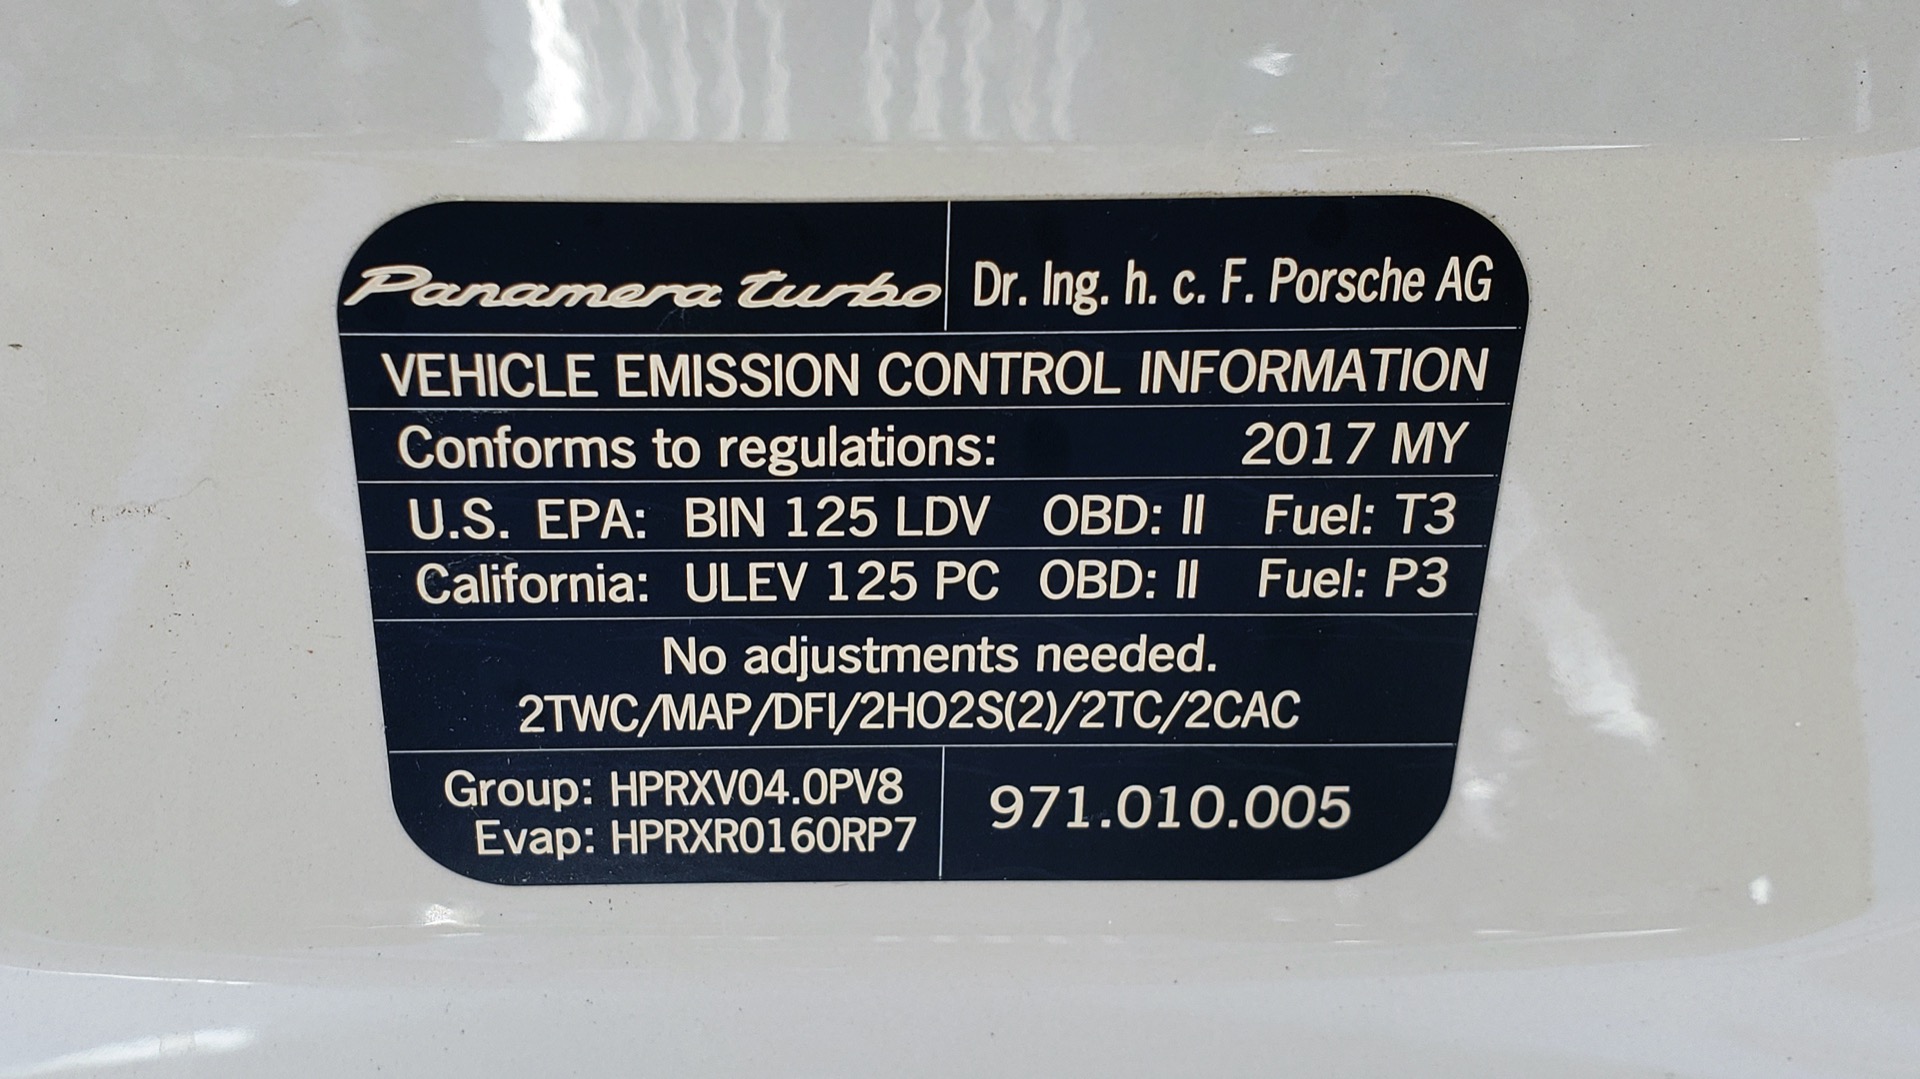 Panamera turbo Dr. Ing. h. c. F. Porsche AG
VEHICLE EMISSION CONTROL INFORMATION
Conforms to regulations: 2017 MY
U.S. EPA: BIN 125 LDV OBD: II Fuel: T3
California: ULEV 125 PC OBD: II Fuel: P3
No adjustments needed.
2TWC/MAP/DFI/2HO2S(2)/2TC/2CAC
Group: HPRXV04.0PV8
Evap: HPRXR0160RP7
971.010.005